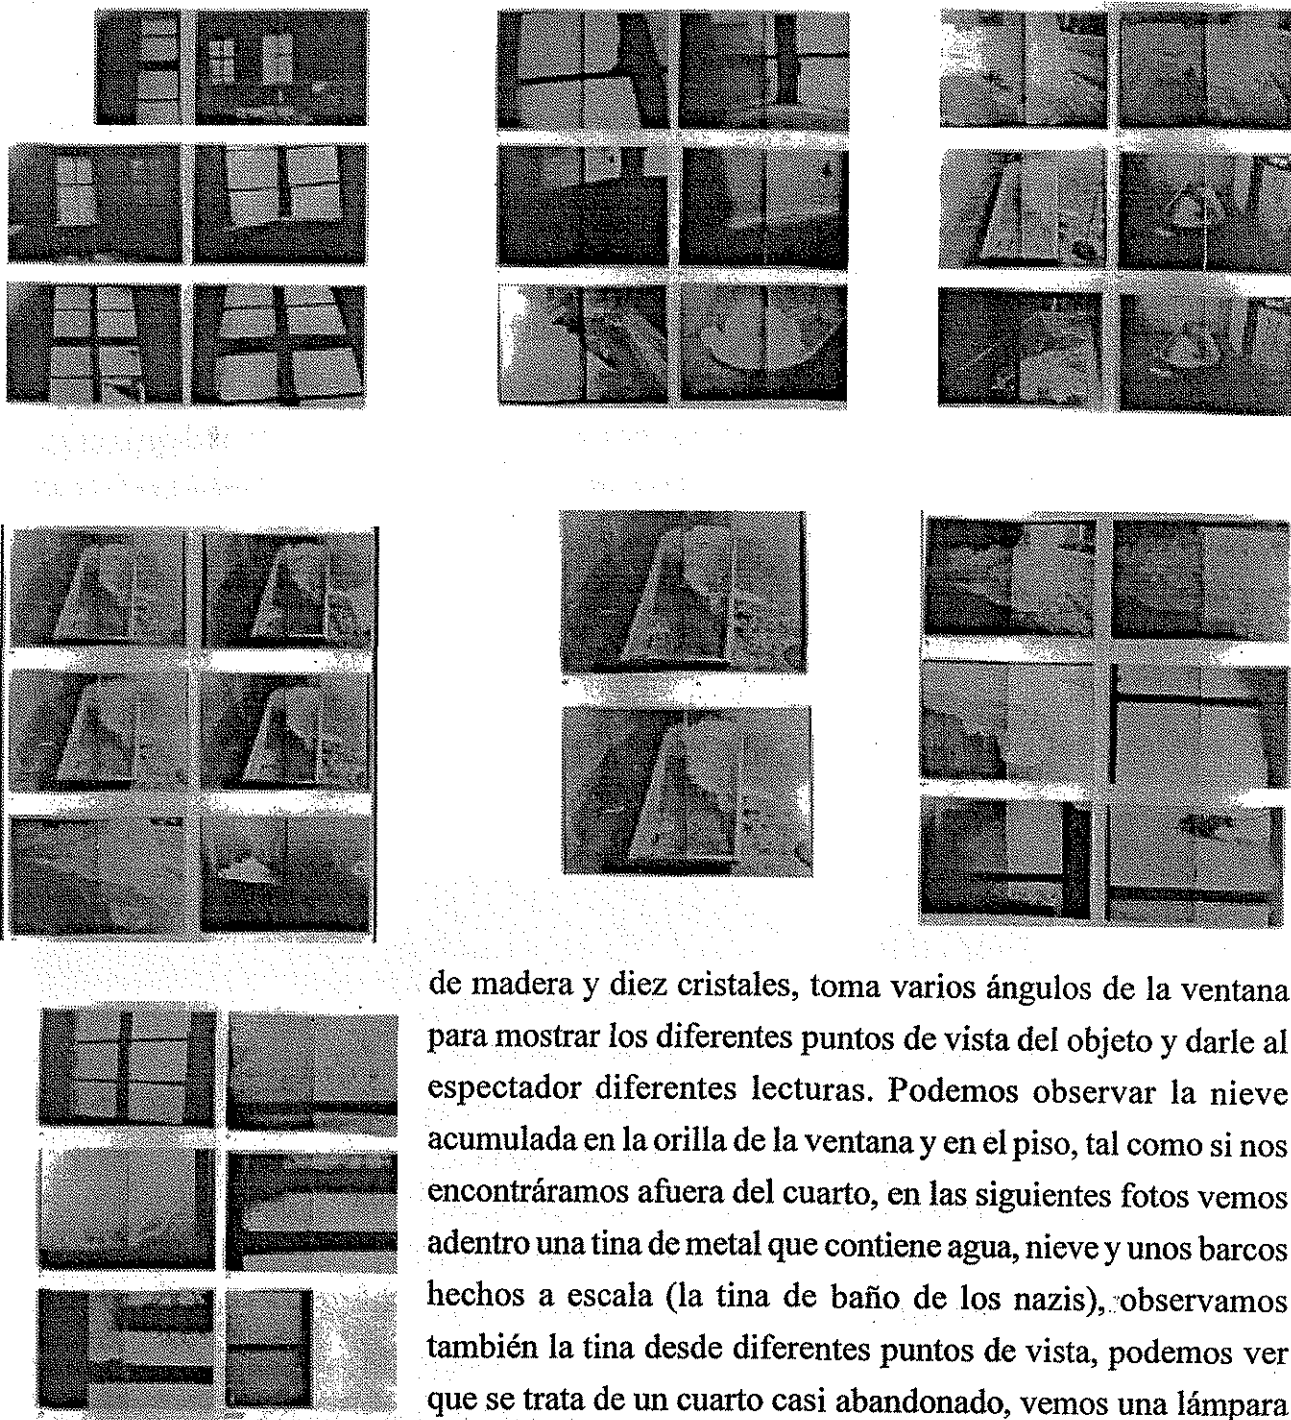 de madera y diez cristales, toma varios ángulos de la ventana
para mostrar los diferentes puntos de vista del objeto y darle al
espectador diferentes lecturas. Podemos observar la nieve
acumulada en la orilla de la ventana y en el piso, tal como si nos
encontráramos afuera del cuarto, en las siguientes fotos vemos
adentro una tina de metal que contiene agua, nieve y unos barcos
hechos a escala (la tina de baño de los nazis), observamos
también la tina desde diferentes puntos de vista, podemos ver
que se trata de un cuarto casi abandonado, vemos una lámpara